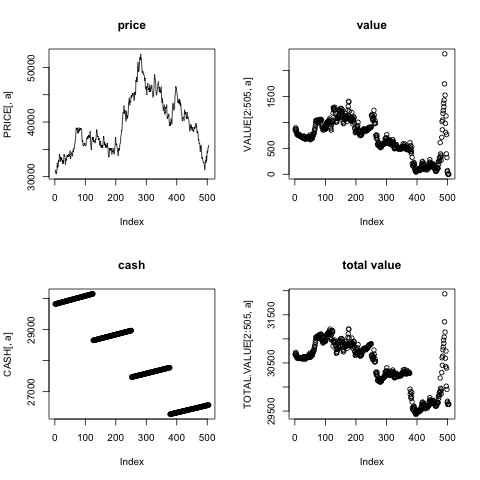 price
value
PRICE[, a]
30000
40000
50000
0 100 200 300 400 500
Index
VALUE[2:505, a]
0
500
1500
0 100 200 300 400 500
Index
cash
total value
CASH[, a]
27000
29000
0 100 200 300 400 500
Index
TOTAL.VALUE[2:505, a]
29500
30500
31500
0 100 200 300 400 500
Index